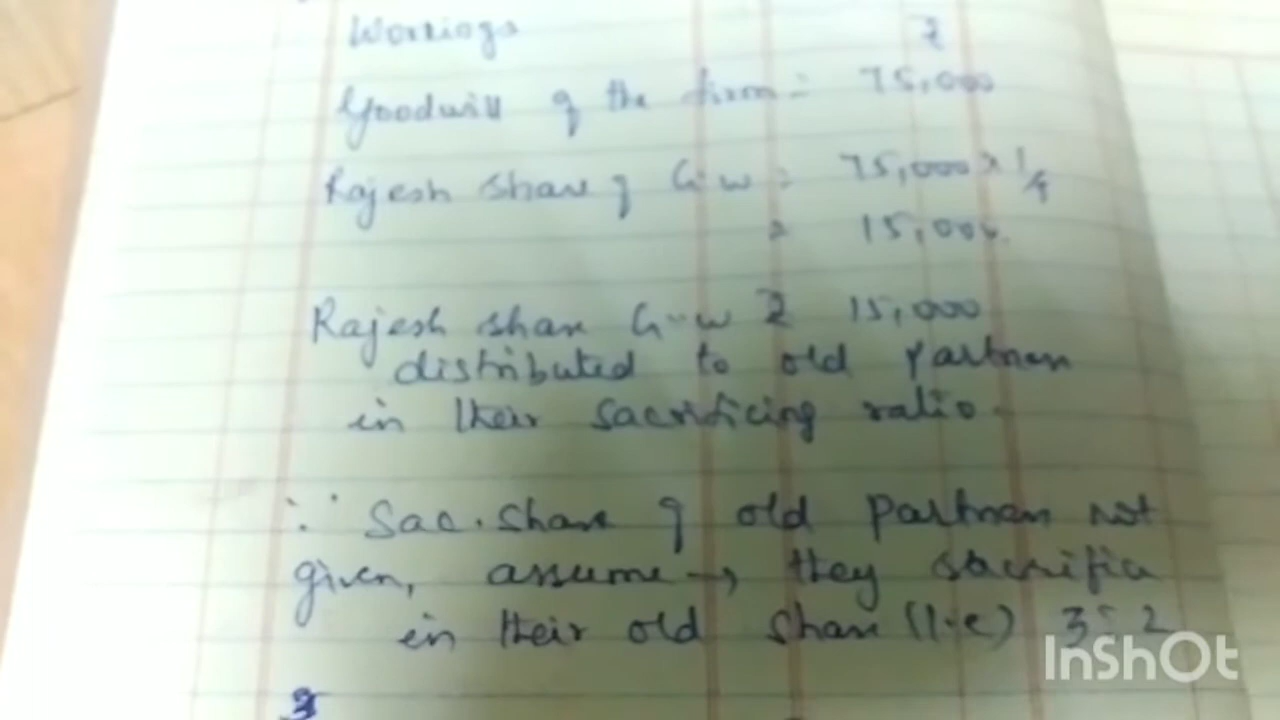 Workings ₹
Goodwill of the firm = 75,000
Rajesh share of G.W = 75,000 x 1/5
= 15,000.
Rajesh share G.W ₹ 15,000
distributed to old partners
in their sacrificing ratio.
∵ Sac. share of old partners not
given, assume → they sacrifice
in their old share (i.e) 3:2
InShOt
3